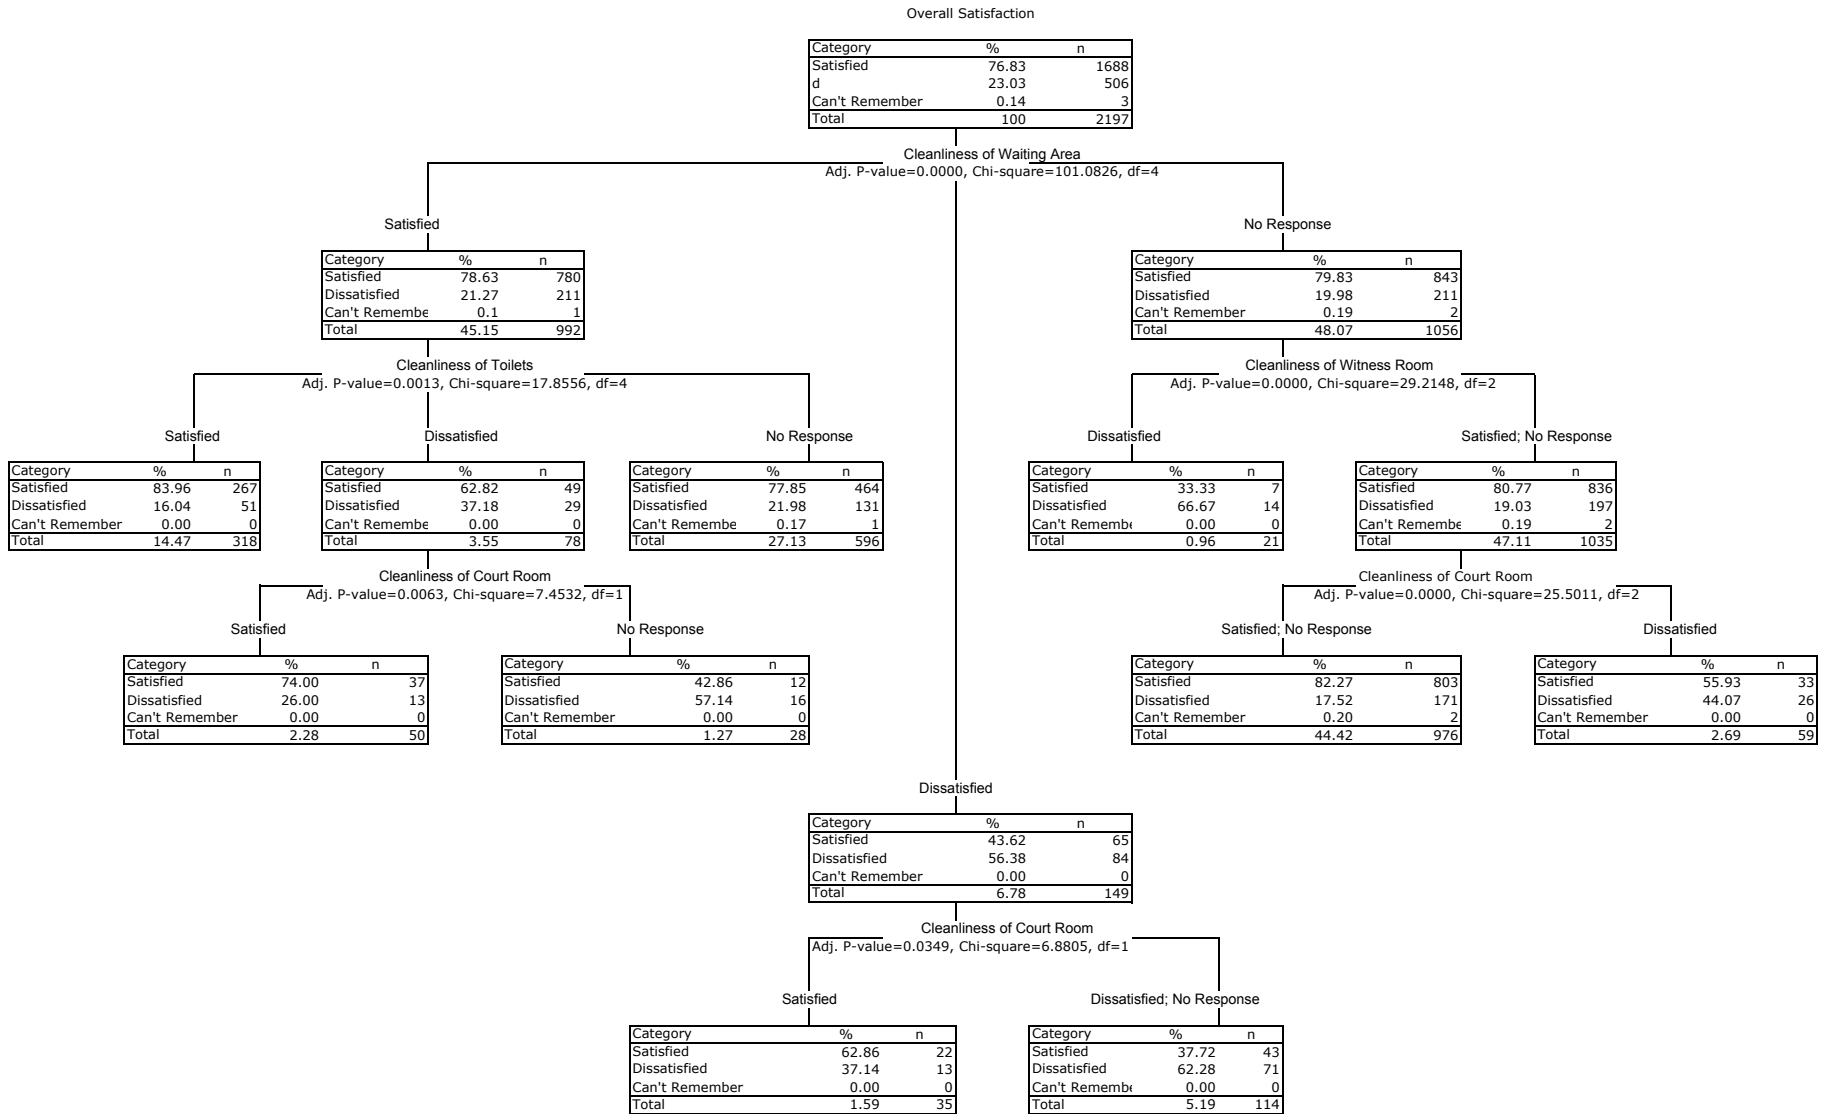 Overall Satisfaction
Category % n
Satisfied 76.83 1688
d 23.03 506
Can't Remember 0.14 3
Total 100 2197
Cleanliness of Waiting Area
Adj. P-value=0.0000, Chi-square=101.0826, df=4
Satisfied
Category % n
Satisfied 78.63 780
Dissatisfied 21.27 211
Can't Remembe 0.1 1
Total 45.15 992
No Response
Category % n
Satisfied 79.83 843
Dissatisfied 19.98 211
Can't Remember 0.19 2
Total 48.07 1056
Cleanliness of Toilets
Adj. P-value=0.0013, Chi-square=17.8556, df=4
Cleanliness of Witness Room
Adj. P-value=0.0000, Chi-square=29.2148, df=2
Satisfied
Category % n
Satisfied 83.96 267
Dissatisfied 16.04 51
Can't Remember 0.00 0
Total 14.47 318
Dissatisfied
Category % n
Satisfied 62.82 49
Dissatisfied 37.18 29
Can't Remembe 0.00 0
Total 3.55 78
No Response
Category % n
Satisfied 77.85 464
Dissatisfied 21.98 131
Can't Remembe 0.17 1
Total 27.13 596
Dissatisfied
Category % n
Satisfied 33.33 7
Dissatisfied 66.67 14
Can't Remembe 0.00 0
Total 0.96 21
Satisfied; No Response
Category % n
Satisfied 80.77 836
Dissatisfied 19.03 197
Can't Remembe 0.19 2
Total 47.11 1035
Cleanliness of Court Room
Adj. P-value=0.0063, Chi-square=7.4532, df=1
Cleanliness of Court Room
Adj. P-value=0.0000, Chi-square=25.5011, df=2
Satisfied
Category % n
Satisfied 74.00 37
Dissatisfied 26.00 13
Can't Remember 0.00 0
Total 2.28 50
No Response
Category % n
Satisfied 42.86 12
Dissatisfied 57.14 16
Can't Remember 0.00 0
Total 1.27 28
Satisfied; No Response
Category % n
Satisfied 82.27 803
Dissatisfied 17.52 171
Can't Remember 0.20 2
Total 44.42 976
Dissatisfied
Category % n
Satisfied 55.93 33
Dissatisfied 44.07 26
Can't Remember 0.00 0
Total 2.69 59
Dissatisfied
Category % n
Satisfied 43.62 65
Dissatisfied 56.38 84
Can't Remember 0.00 0
Total 6.78 149
Cleanliness of Court Room
Adj. P-value=0.0349, Chi-square=6.8805, df=1
Satisfied
Category % n
Satisfied 62.86 22
Dissatisfied 37.14 13
Can't Remember 0.00 0
Total 1.59 35
Dissatisfied; No Response
Category % n
Satisfied 37.72 43
Dissatisfied 62.28 71
Can't Remembe 0.00 0
Total 5.19 114